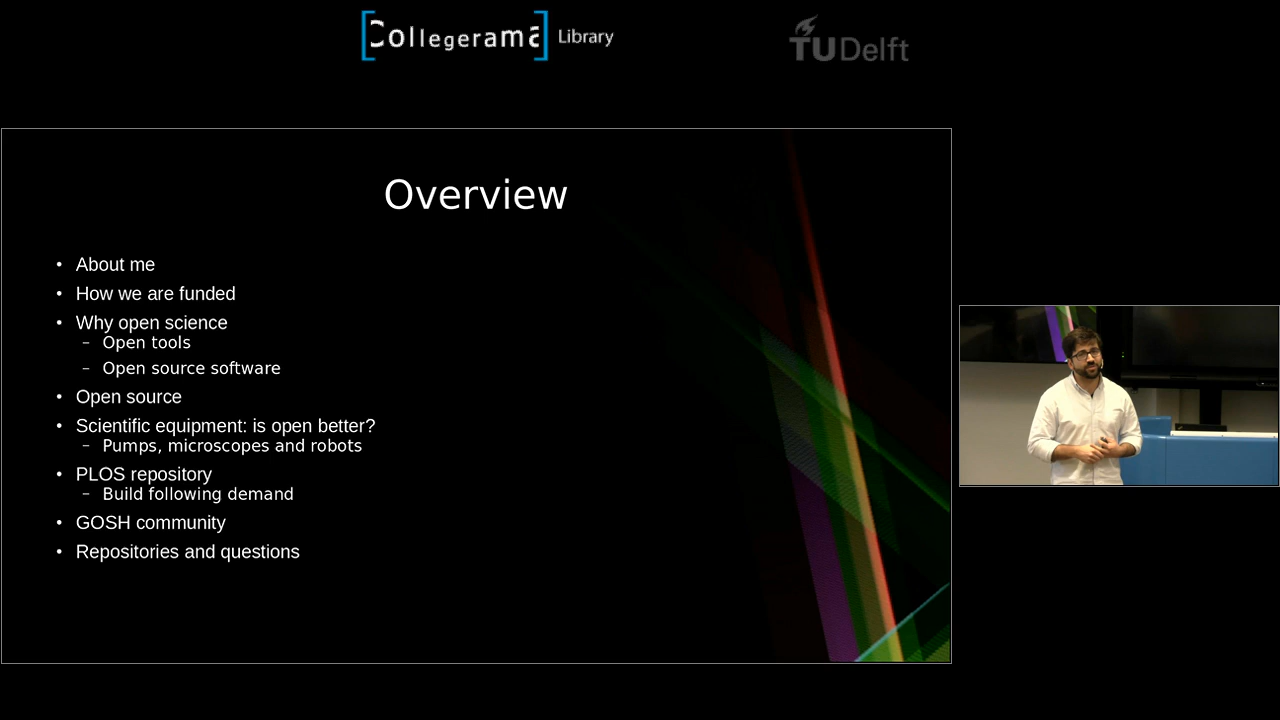 Collegerama Library
TU Delft
Overview
• About me
• How we are funded
• Why open science
– Open tools
– Open source software
• Open source
• Scientific equipment: is open better?
– Pumps, microscopes and robots
• PLOS repository
– Build following demand
• GOSH community
• Repositories and questions